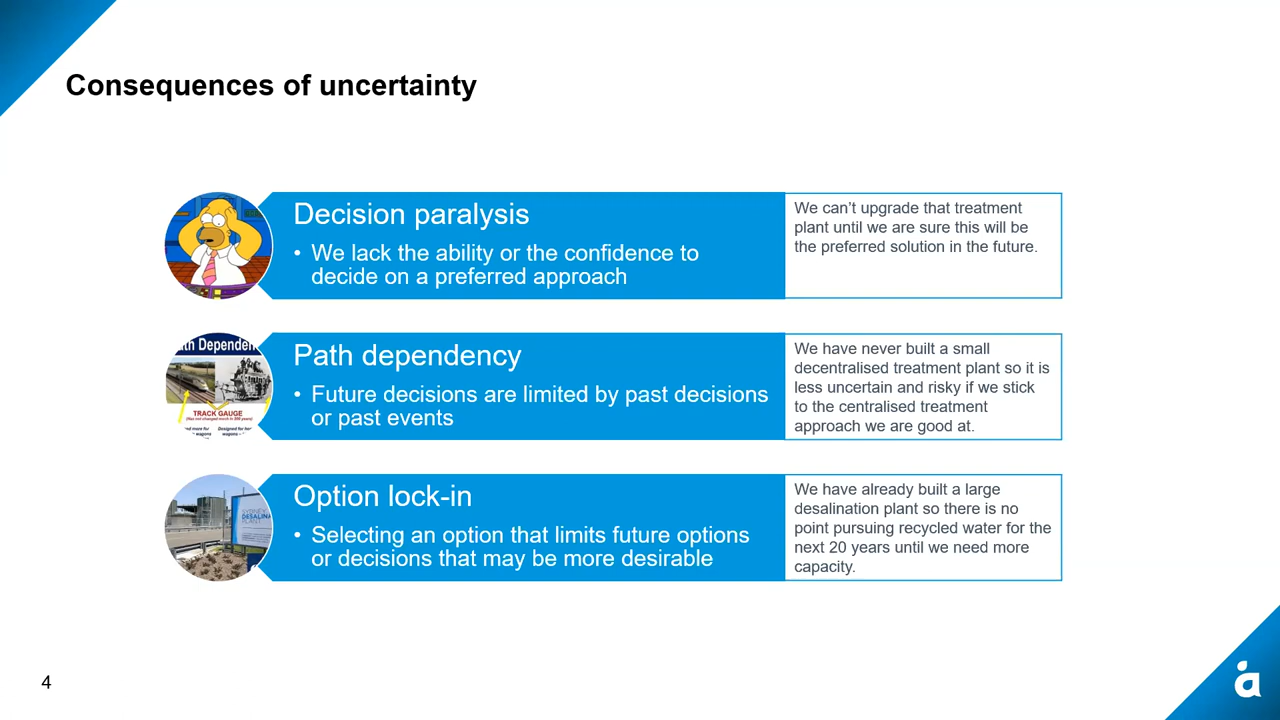 Consequences of uncertainty
Decision paralysis
• We lack the ability or the confidence to
decide on a preferred approach
We can’t upgrade that treatment
plant until we are sure this will be
the preferred solution in the future.
th Dependen
TRACK GAUGE
Path dependency
• Future decisions are limited by past decisions
or past events
We have never built a small
decentralised treatment plant so it is
less uncertain and risky if we stick
to the centralised treatment
approach we are good at.
SYDNEY
DESALINA
PLANT
Option lock-in
• Selecting an option that limits future options
or decisions that may be more desirable
We have already built a large
desalination plant so there is no
point pursuing recycled water for the
next 20 years until we need more
capacity.
4
a